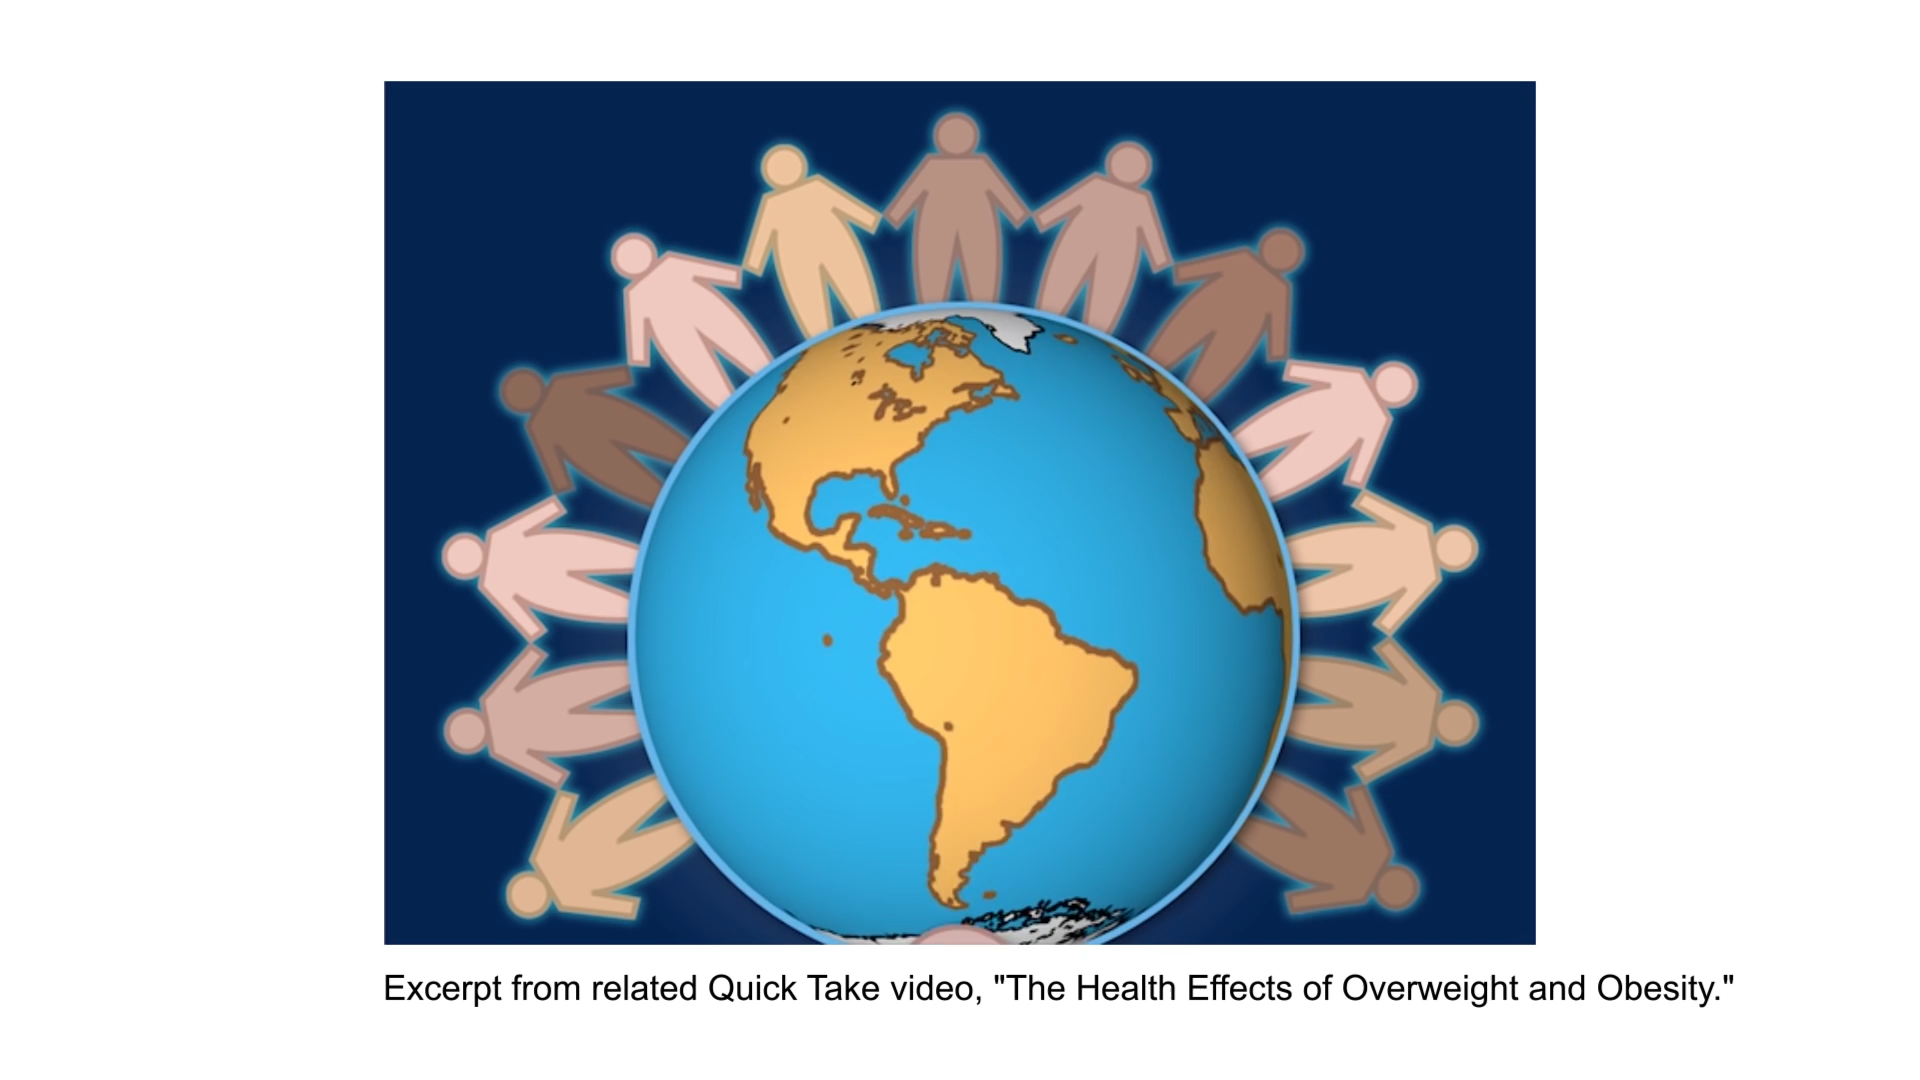 Excerpt from related Quick Take video, "The Health Effects of Overweight and Obesity."